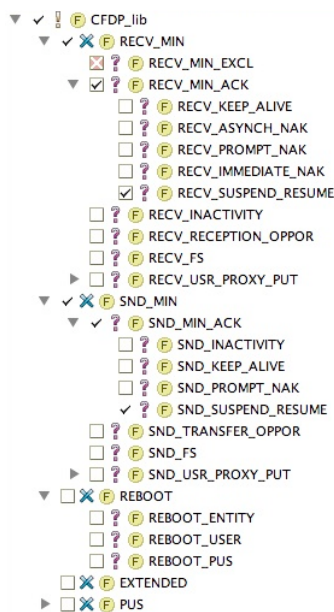 CFDP_lib
RECV_MIN
RECV_MIN_EXCL
RECV_MIN_ACK
RECV_KEEP_ALIVE
RECV_ASYNCH_NAK
RECV_PROMPT_NAK
RECV_IMMEDIATE_NAK
RECV_SUSPEND_RESUME
RECV_INACTIVITY
RECV_RECEPTION_OPPOR
RECV_FS
RECV_USR_PROXY_PUT
SND_MIN
SND_MIN_ACK
SND_INACTIVITY
SND_KEEP_ALIVE
SND_PROMPT_NAK
SND_SUSPEND_RESUME
SND_TRANSFER_OPPOR
SND_FS
SND_USR_PROXY_PUT
REBOOT
REBOOT_ENTITY
REBOOT_USER
REBOOT_PUS
EXTENDED
PUS